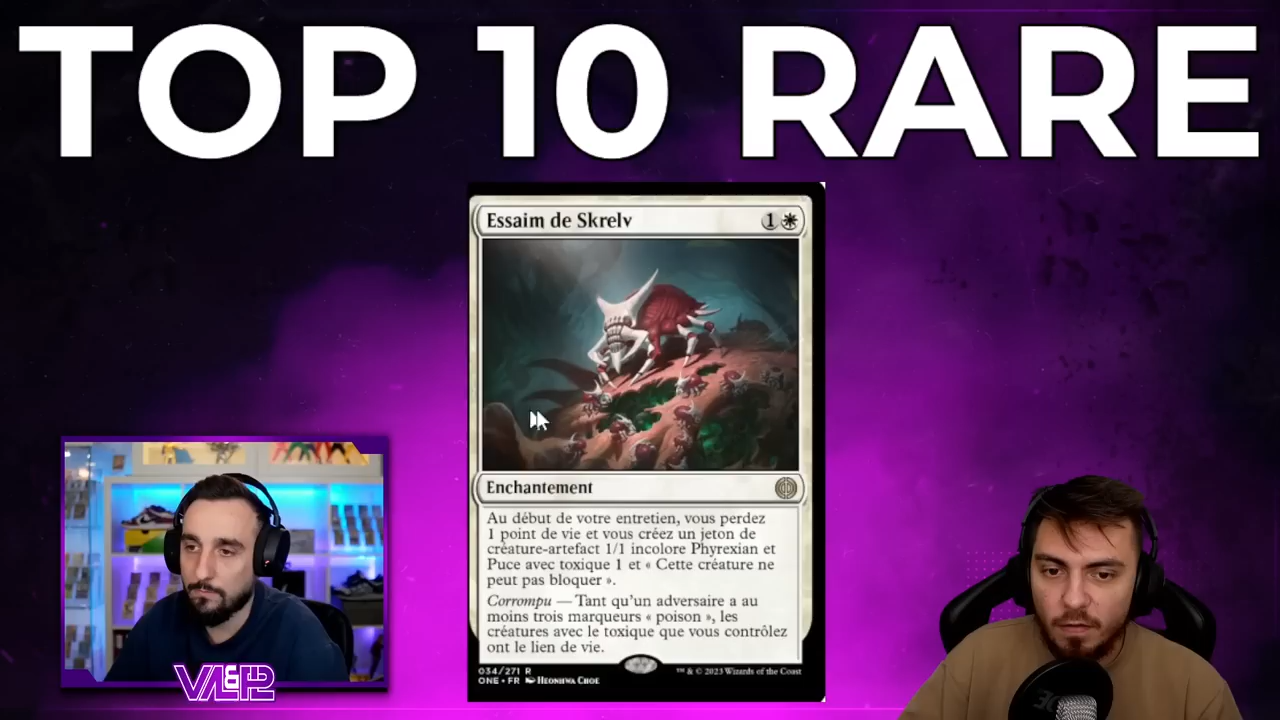 TOP 10 RARE
Essaim de Skrelv 1
Enchantement
Au début de votre entretien, vous perdez
1 point de vie et vous créez un jeton de
créature-artefact 1/1 incolore Phyrexian et
Puce avec toxique 1 et « Cette créature ne
peut pas bloquer ».
Corrompu — Tant qu'un adversaire a au
moins trois marqueurs « poison », les
créatures avec le toxique que vous contrôlez
ont le lien de vie.
034/271 R
ONE • FR Heonhwa Choe
™ & © 2023 Wizards of the Coast